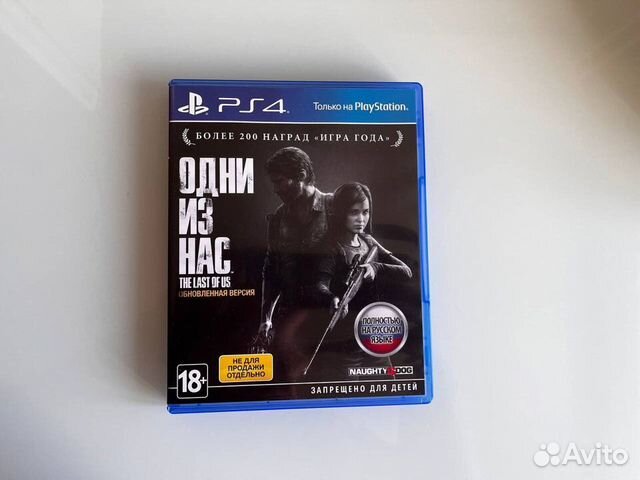 PS4
Только на PlayStation
БОЛЕЕ 200 НАГРАД «ИГРА ГОДА»
ОДНИ
ИЗ
НАС
THE LAST OF US
ОБНОВЛЕННАЯ ВЕРСИЯ
ПОЛНОСТЬЮ
НА РУССКОМ
ЯЗЫКЕ
НЕ ДЛЯ
ПРОДАЖИ
ОТДЕЛЬНО
18+
NAUGHTY DOG
ЗАПРЕЩЕНО ДЛЯ ДЕТЕЙ
Avito